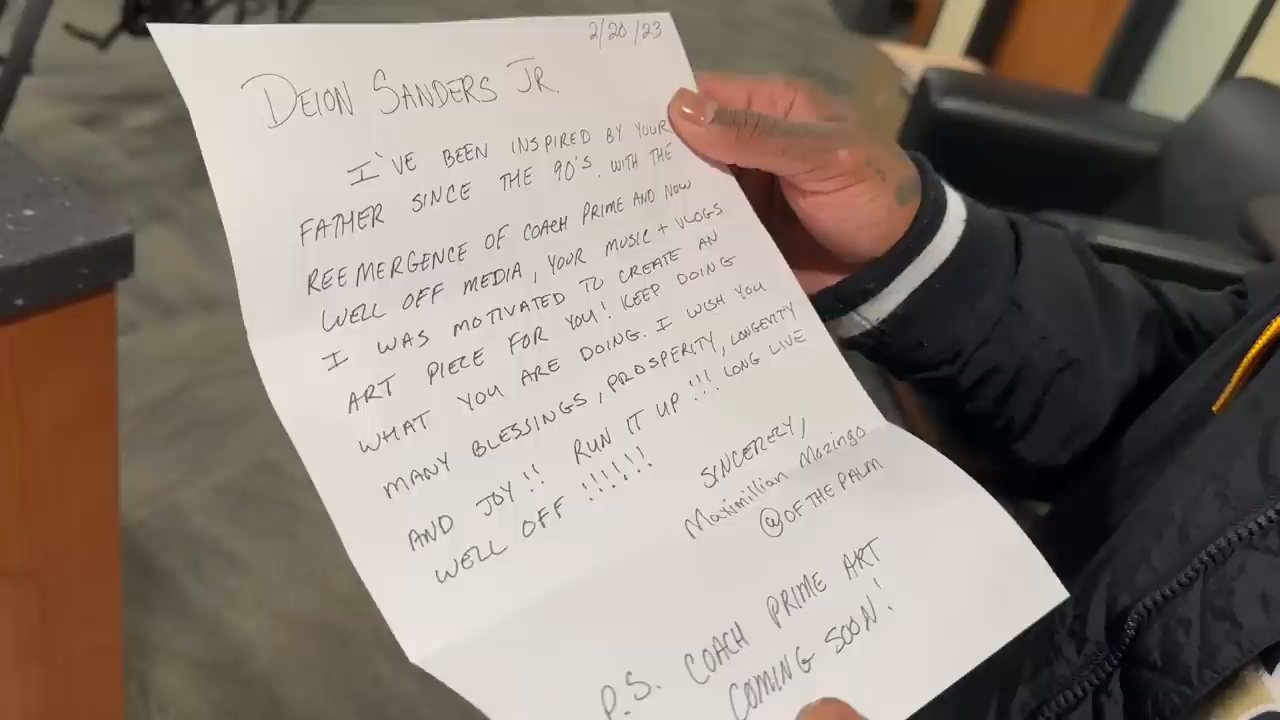 2/20/23
DEION SANDERS JR
I'VE BEEN INSPIRED BY YOUR
FATHER SINCE THE 90'S. WITH THE
REEMERGENCE OF COACH PRIME AND NOW
WELL OFF MEDIA, YOUR MUSIC + VLOGS
I WAS MOTIVATED TO CREATE AN
ART PIECE FOR YOU! KEEP DOING
WHAT YOU ARE DOING. I WISH YOU
MANY BLESSINGS, PROSPERITY, LONGEVITY
AND JOY!! RUN IT UP!!! LONG LIVE
WELL OFF !!!!!!
SINCERELY,
Maximillian Mozingo
@OF THE PALM
P.S. COACH PRIME ART
COMING SOON!